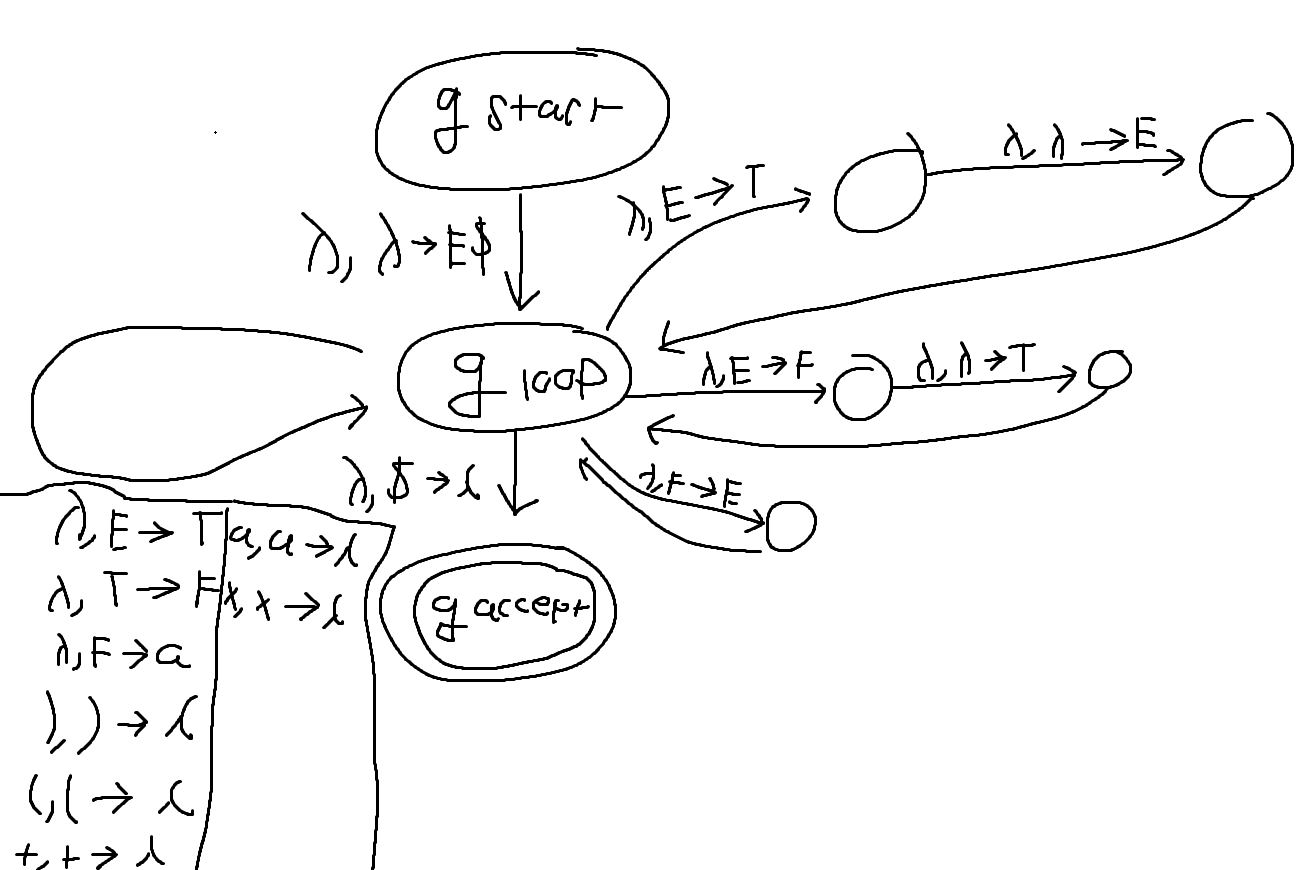 q start
λ, λ → E$
λ, E → T
λ, λ → E
q loop
λ, E → F
λ, λ → T
λ, $ → λ
λ, F → E
q accept
λ, E → T
a, a → λ
λ, T → F
x, x → λ
λ, F → a
), ) → λ
(, ( → λ
+, + → λ